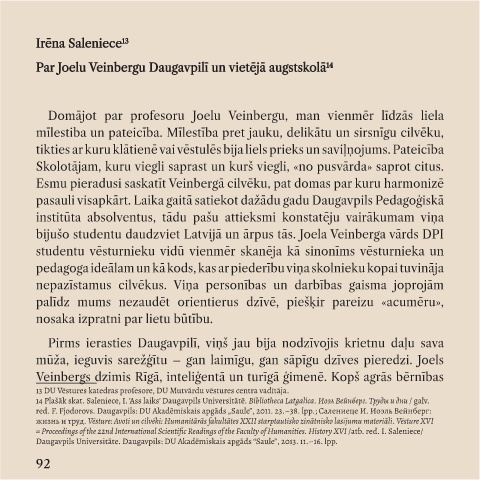 Irēna Saleniece¹³
Par Joelu Veinbergu Daugavpilī un vietējā augstskolā¹⁴
Domājot par profesoru Joelu Veinbergu, man vienmēr līdzās liela
mīlestība un pateicība. Mīlestība pret jauku, delikātu un sirsnīgu cilvēku,
tikties ar kuru klātienē vai vēstulēs bija liels prieks un saviļņojums. Pateicība
Skolotājam, kuru viegli saprast un kurš viegli, «no pusvārda» saprot citus.
Esmu pieradusi saskatīt Veinbergā cilvēku, pat domas par kuru harmonizē
pasauli visapkārt. Laika gaitā satiekot dažādu gadu Daugavpils Pedagoģiskā
institūta absolventus, tādu pašu attieksmi konstatēju vairākumam viņa
bijušo studentu daudzviet Latvijā un ārpus tās. Joela Veinberga vārds DPI
studentu vēsturnieku vidū vienmēr skanēja kā sinonīms vēsturnieka un
pedagoga ideālam un kā kods, kas ar piederību viņa skolnieku kopai tuvināja
nepazīstamus cilvēkus. Viņa personības un darbības gaisma joprojām
palīdz mums nezaudēt orientierus dzīvē, piešķir pareizu «acumēru»,
nosaka izpratni par lietu būtību.
Pirms ierasties Daugavpilī, viņš jau bija nodzīvojis krietnu daļu sava
mūža, ieguvis sarežģītu – gan laimīgu, gan sāpīgu dzīves pieredzi. Joels
Veinbergs dzimis Rīgā, inteliģentā un turīgā ģimenē. Kopš agrās bērnības
13 DU Vēstures katedras profesore, DU Mutvārdu vēstures centra vadītāja.
14 Plašāk skat. Saleniece, I. 'Ass laiks' Daugavpils Universitātē. Bibliotheca Latgalica. Иоэль Вейнберг. Труды и дни / galv.
red. F. Fjodorovs. Daugavpils: DU Akadēmiskais apgāds „Saule", 2011. 23.–38. lpp.; Салениеце И. Иоэль Вейнберг:
жизнь и труд. Vēsture: Avoti un cilvēki: Humanitārās fakultātes XXII starptautisko zinātnisko lasījumu materiāli. Vēsture XVI
= Proceedings of the 22nd International Scientific Readings of the Faculty of Humanities. History XVI /atb. red. I. Saleniece/
Daugavpils Universitāte. Daugavpils: DU Akadēmiskais apgāds "Saule", 2013. 11.–16. lpp.
92